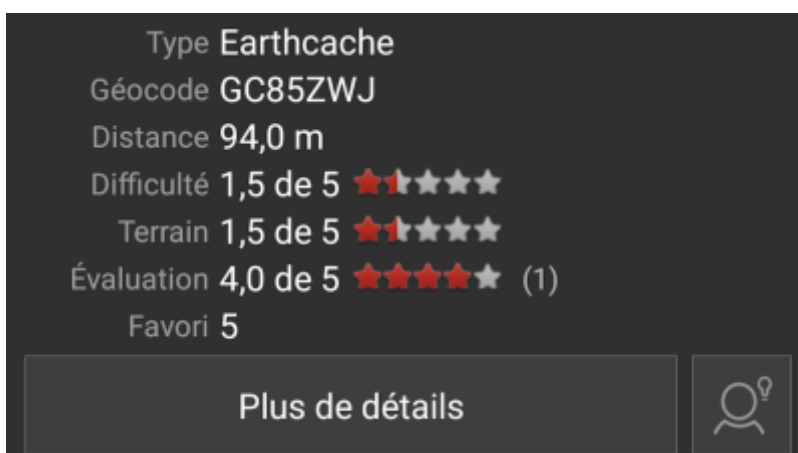 Type Earthcache
Géocode GC85ZWJ
Distance 94,0 m
Difficulté 1,5 de 5
Terrain 1,5 de 5
Évaluation 4,0 de 5 (1)
Favori 5
Plus de détails